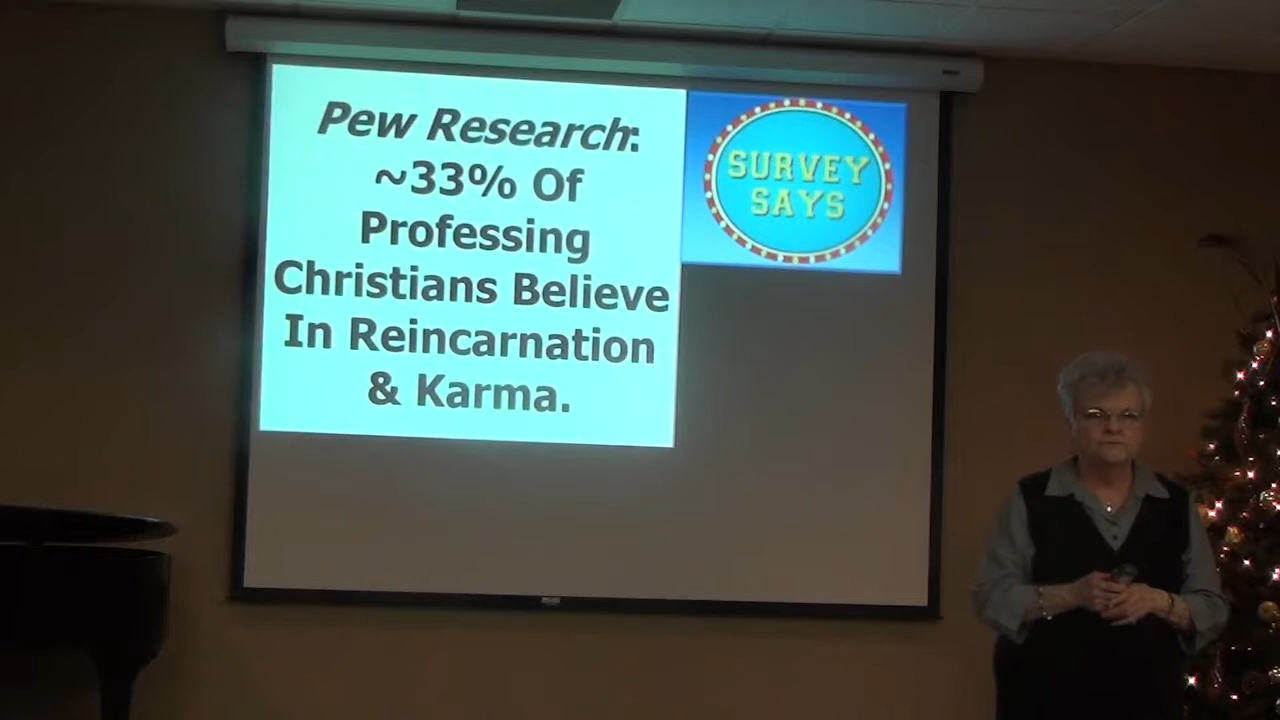 Pew Research:
~33% Of
Professing
Christians Believe
In Reincarnation
& Karma.
SURVEY
SAYS